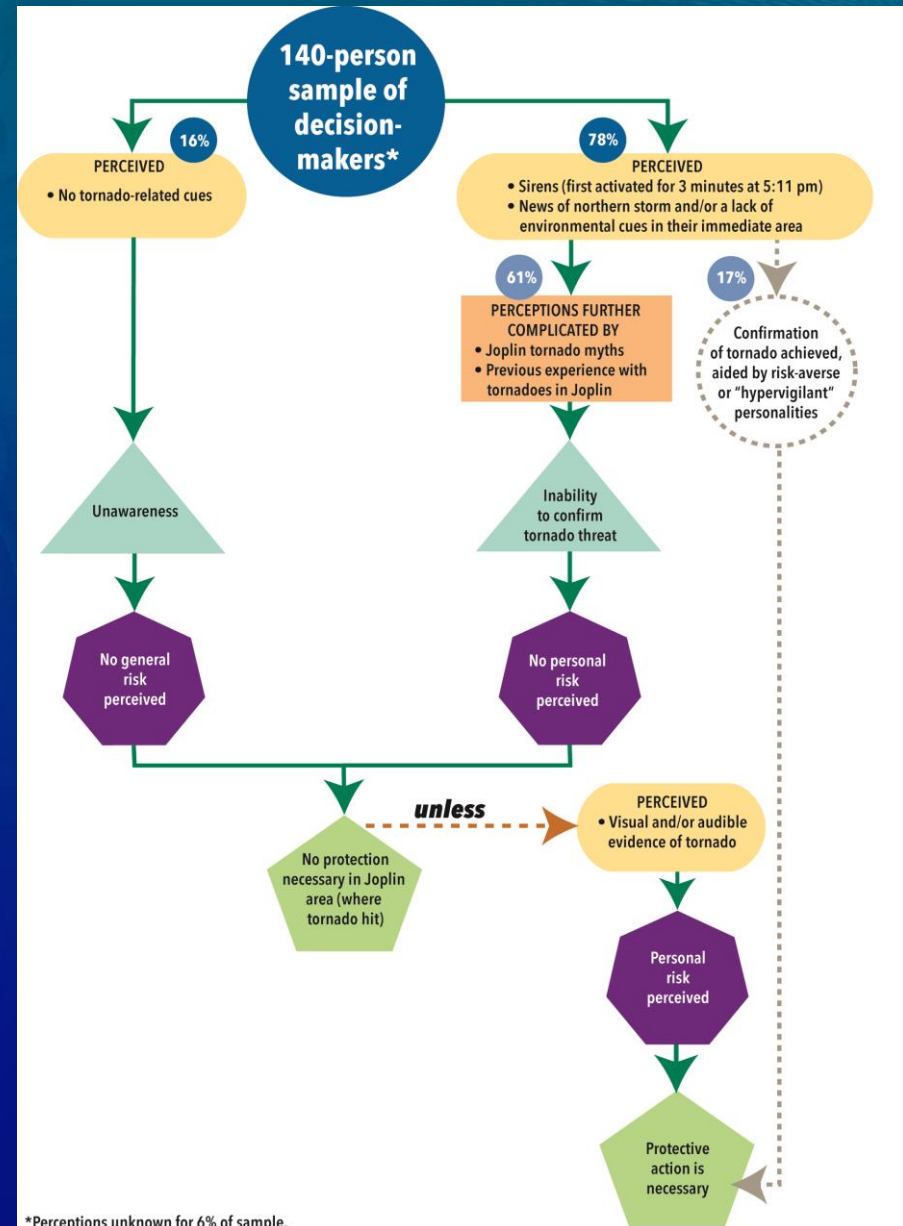 140-person
sample of
decision-
makers*
16%
PERCEIVED
• No tornado-related cues
78%
PERCEIVED
• Sirens (first activated for 3 minutes at 5:11 pm)
• News of northern storm and/or a lack of
environmental cues in their immediate area
61%
PERCEPTIONS FURTHER
COMPLICATED BY
• Joplin tornado myths
• Previous experience with
tornadoes in Joplin
17%
Confirmation
of tornado achieved,
aided by risk-averse
or "hypervigilant"
personalities
Unawareness
Inability
to confirm
tornado threat
No general
risk
perceived
No personal
risk
perceived
No protection
necessary in Joplin
area (where
tornado hit)
unless
PERCEIVED
• Visual and/or audible
evidence of tornado
Personal
risk
perceived
Protective
action is
necessary
*Perceptions unknown for 6% of sample.